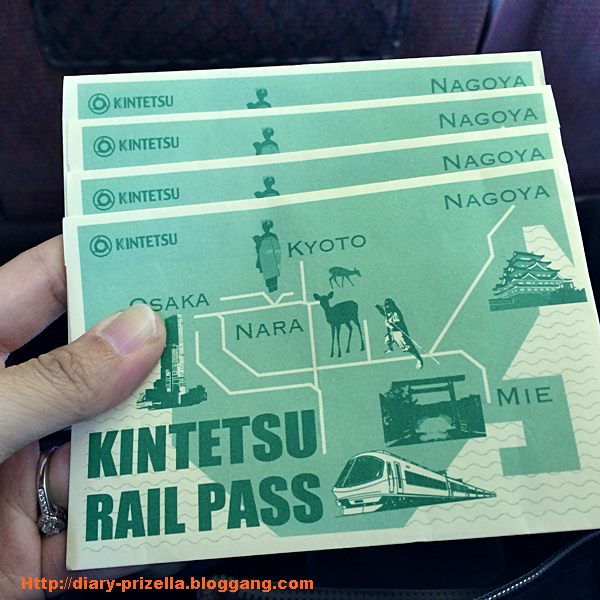 KINTETSU NAGOYA
KINTETSU NAGOYA
KINTETSU NAGOYA
KINTETSU NAGOYA
KYOTO
OSAKA
NARA
MIE
KINTETSU
RAIL PASS
Http://diary-prizella.bloggang.com